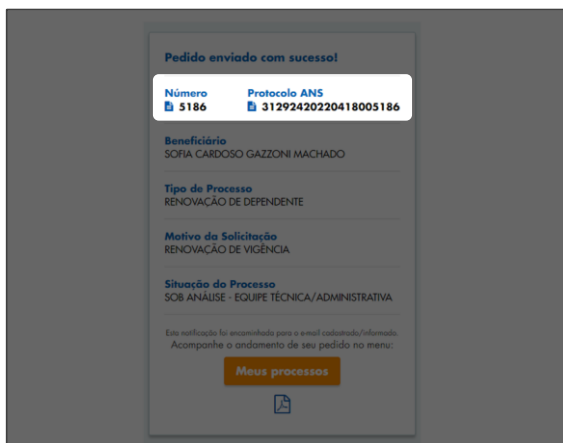 Pedido enviado com sucesso!
Número Protocolo ANS
5186 31292420220418005186
Beneficiário
SOFIA CARDOSO GAZZONI MACHADO
Tipo de Processo
RENOVAÇÃO DE DEPENDENTE
Motivo da Solicitação
RENOVAÇÃO DE VIGÊNCIA
Situação do Processo
SOB ANÁLISE - EQUIPE TÉCNICA/ADMINISTRATIVA
Esta notificação foi encaminhada para o e-mail cadastrado/informado.
Acompanhe o andamento de seu pedido no menu:
Meus processos